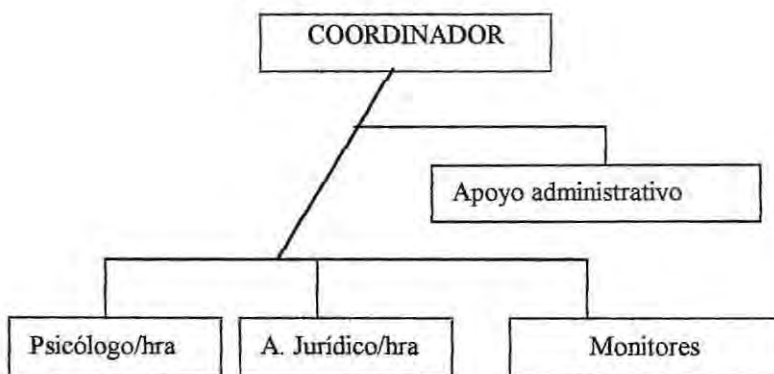 COORDINADOR
Apoyo administrativo
Psicólogo/hra
A. Jurídico/hra
Monitores